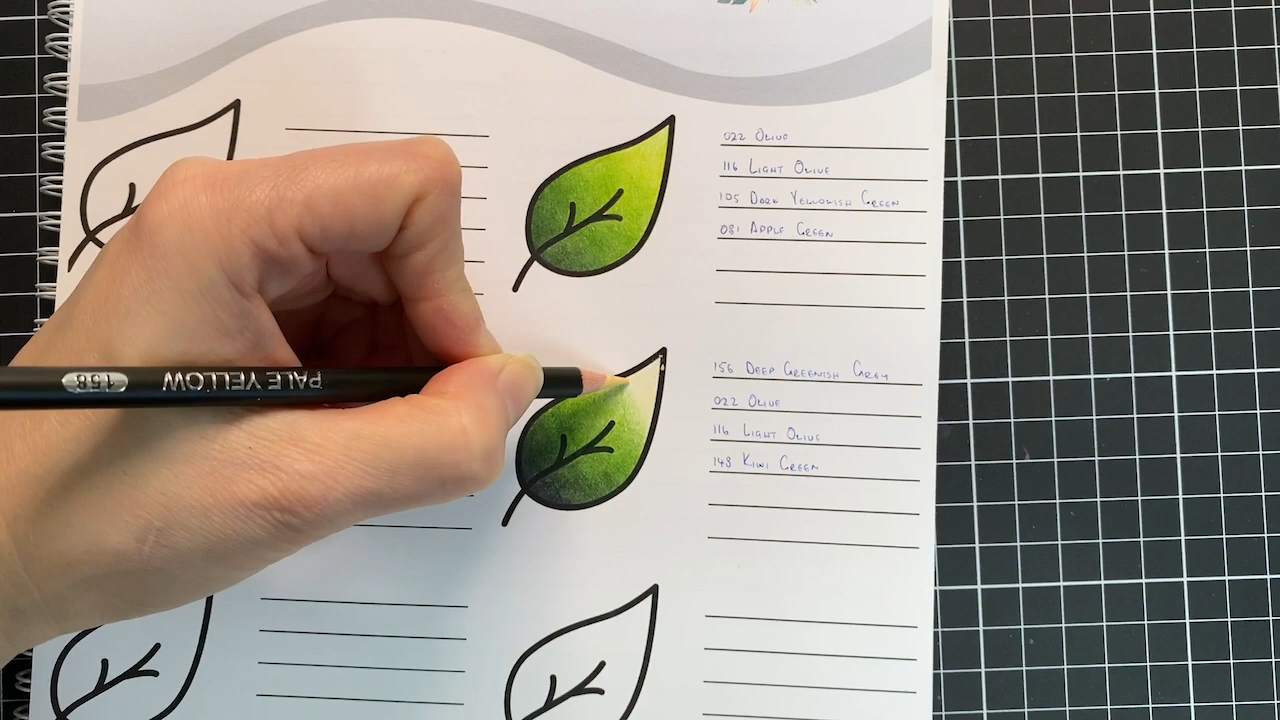 022 OLIVE
116 LIGHT OLIVE
105 DARK YELLOWISH GREEN
081 APPLE GREEN
156 DEEP GREENISH GREY
022 OLIVE
116 LIGHT OLIVE
148 KIWI GREEN
PALE YELLOW 158